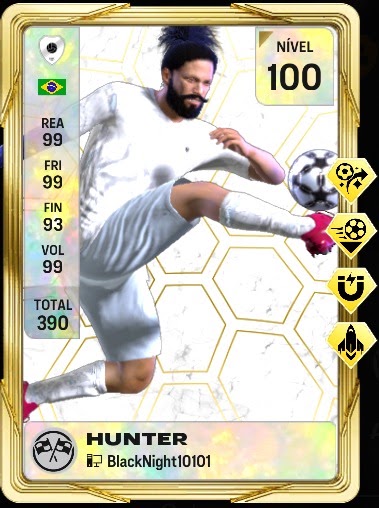 NÍVEL
100
REA
99
FRI
99
FIN
93
VOL
99
TOTAL
390
HUNTER
BlackNight10101